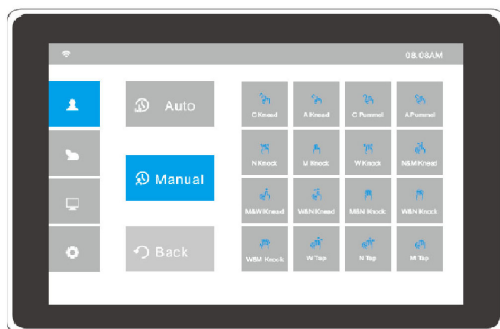 08:08AM
Auto
C Knead
A Knead
C Pummel
A Pummel
N Knock
M Knock
W Knock
N&M Knead
Manual
M&W Knead
W&N Knead
M&N Knock
W&N Knock
Back
W&M Knock
W Tap
N Tap
M Tap